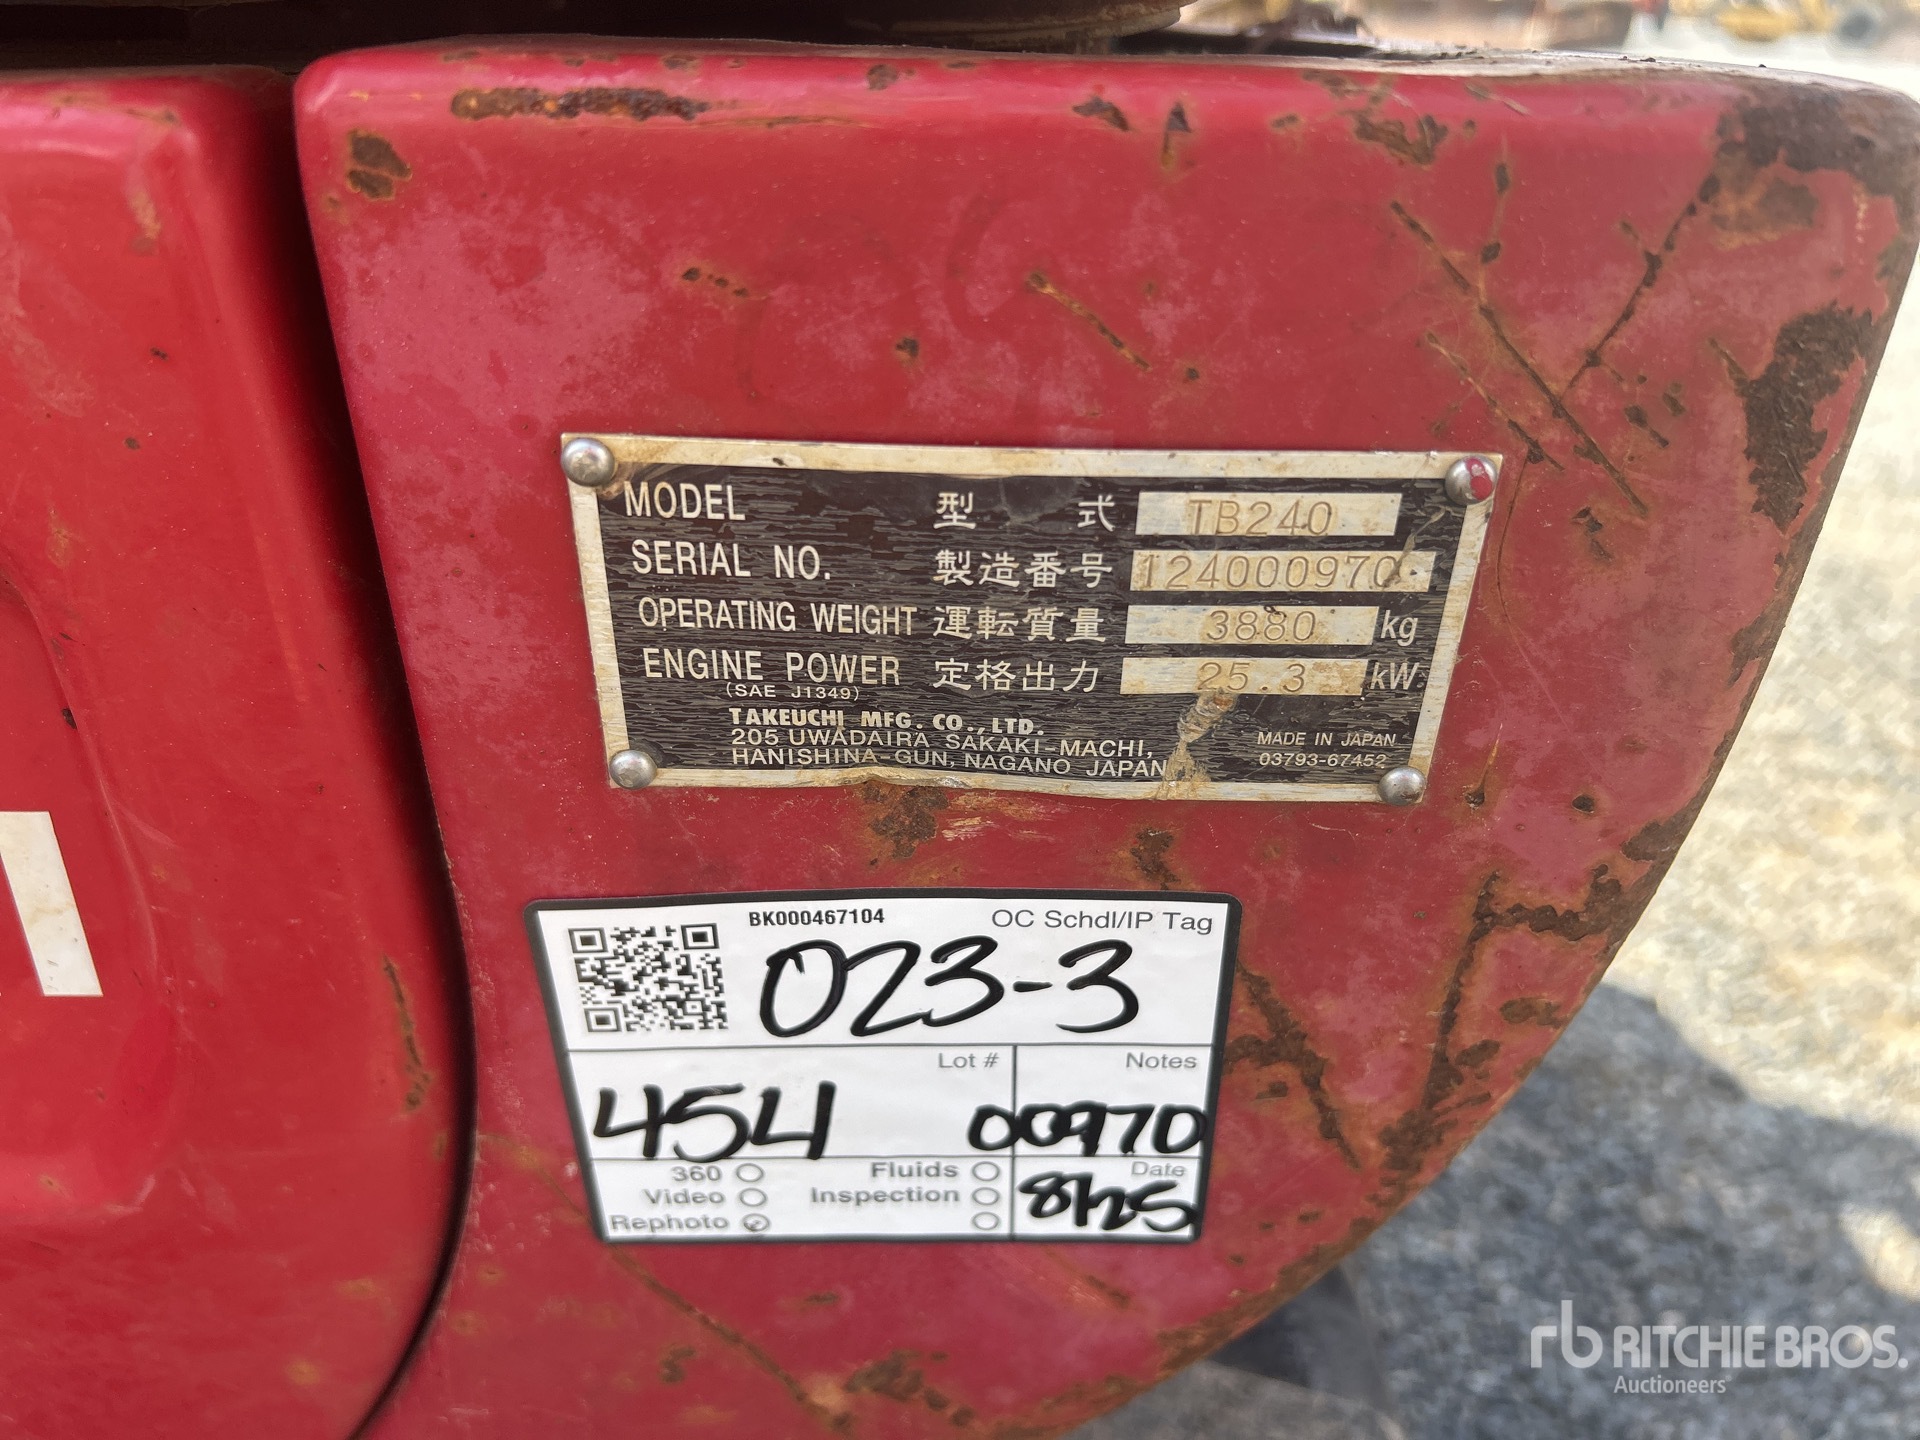 MODEL 型式 TB240
SERIAL NO. 製造番号 124000970
OPERATING WEIGHT 運転質量 3880 kg
ENGINE POWER 定格出力 25.3 kW
(SAE J1349)
TAKEUCHI MFG. CO., LTD.
205 UWADAIRA SAKAKI-MACHI,
HANISHINA-GUN, NAGANO JAPAN
MADE IN JAPAN
03793-67452
BK000467104 OC Schdl/IP Tag
023-3
Lot # Notes
454 00970
360 Fluids Date
Video Inspection
Rephoto
rb RITCHIE BROS.
Auctioneers